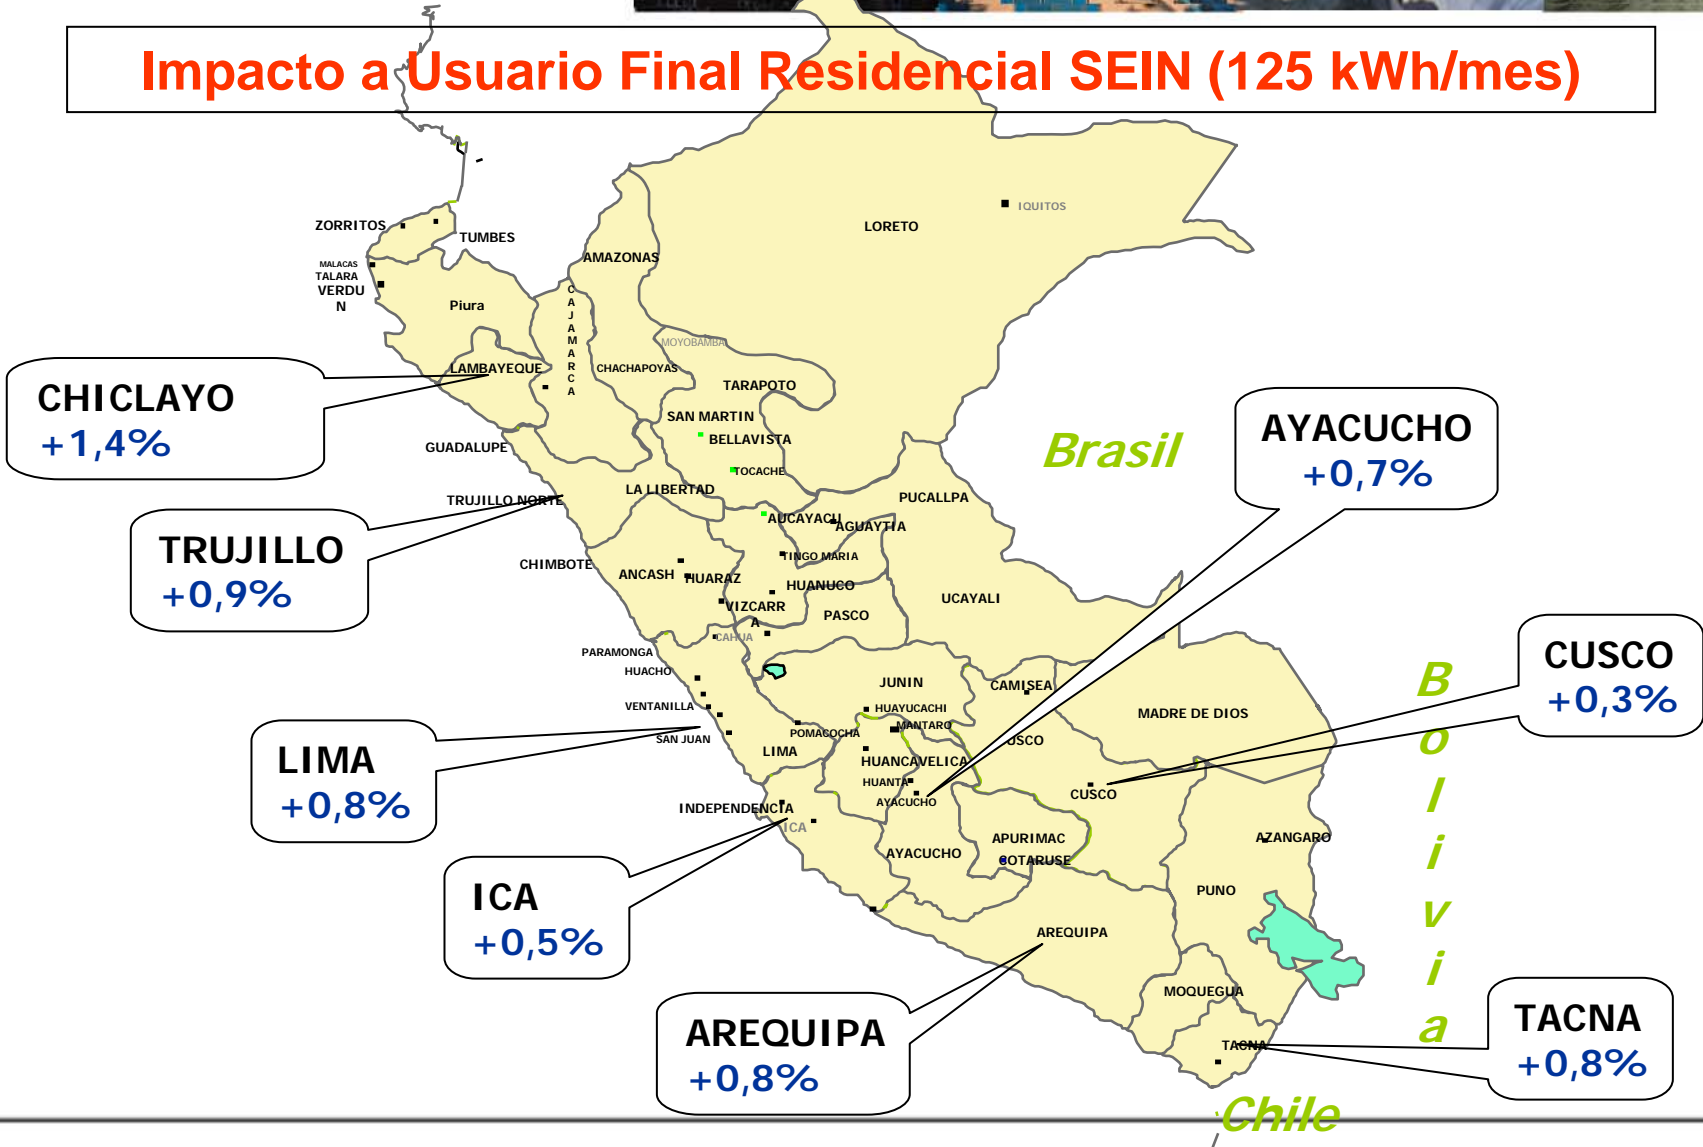 Impacto a Usuario Final Residencial SEIN (125 kWh/mes)
IQUITOS
LORETO
ZORRITOS
TUMBES
AMAZONAS
MALACAS
TALARA
VERDU
N
Piura
C
A
J
A
M
A
R
C
A
MOYOBAMBA
LAMBAYEQUE
CHACHAPOYAS
TARAPOTO
CHICLAYO
+1,4%
SAN MARTIN
BELLAVISTA
GUADALUPE
TOCACHE
Brasil
AYACUCHO
+0,7%
LA LIBERTAD
TRUJILLO NORTE
PUCALLPA
AUCAYACU
AGUAYTIA
TRUJILLO
+0,9%
CHIMBOTE
TINGO MARIA
ANCASH
HUARAZ
HUANUCO
UCAYALI
VIZCARR
A
PASCO
CAHUA
PARAMONGA
HUACHO
JUNIN
CAMISEA
CUSCO
+0,3%
B
o
l
i
v
i
a
VENTANILLA
HUAYUCACHI
MADRE DE DIOS
SAN JUAN
POMACOCHA
MANTARO
USCO
LIMA
HUANCAVELICA
LIMA
+0,8%
HUANTA
AYACUCHO
CUSCO
INDEPENDENCIA
ICA
AYACUCHO
APURIMAC
COTARUSE
AZANGARO
PUNO
ICA
+0,5%
AREQUIPA
MOQUEGUA
AREQUIPA
+0,8%
TACNA
TACNA
+0,8%
Chile